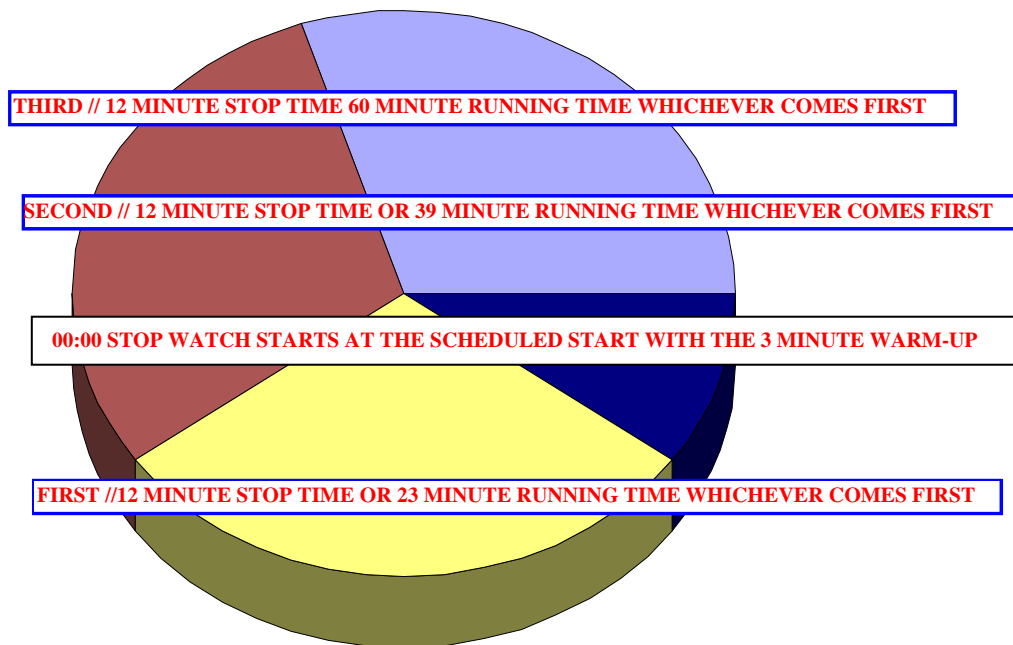 THIRD // 12 MINUTE STOP TIME 60 MINUTE RUNNING TIME WHICHEVER COMES FIRST
SECOND // 12 MINUTE STOP TIME OR 39 MINUTE RUNNING TIME WHICHEVER COMES FIRST
00:00 STOP WATCH STARTS AT THE SCHEDULED START WITH THE 3 MINUTE WARM-UP
FIRST //12 MINUTE STOP TIME OR 23 MINUTE RUNNING TIME WHICHEVER COMES FIRST